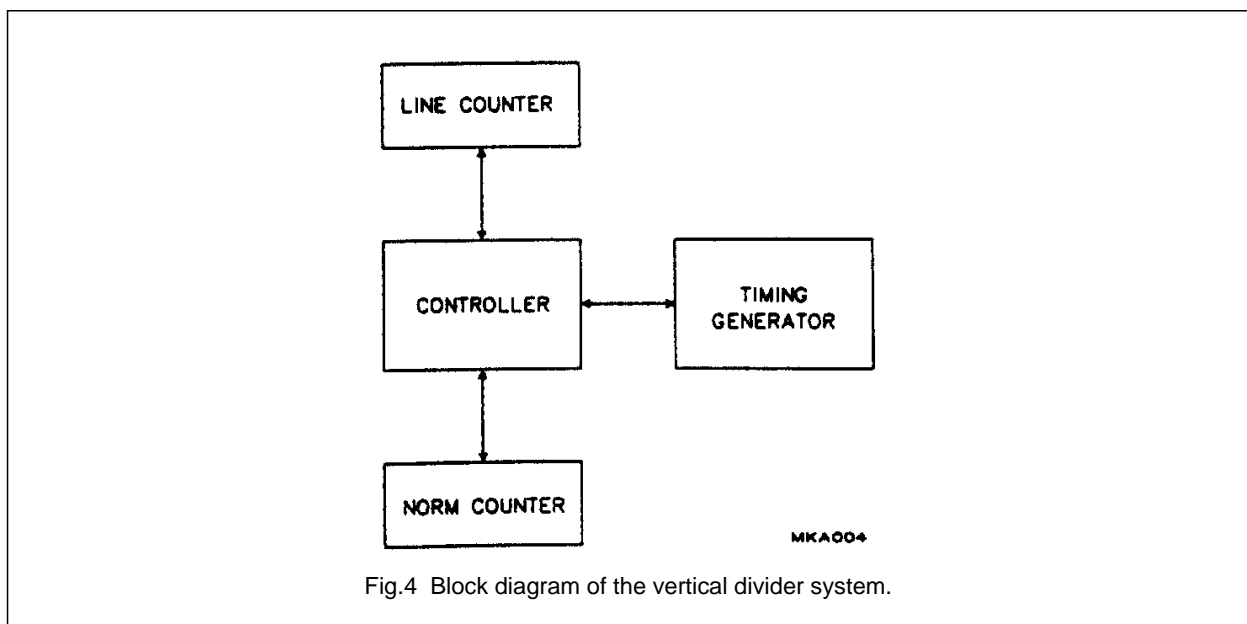 LINE COUNTER
CONTROLLER
TIMING
GENERATOR
NORM COUNTER
MKA004
Fig.4 Block diagram of the vertical divider system.